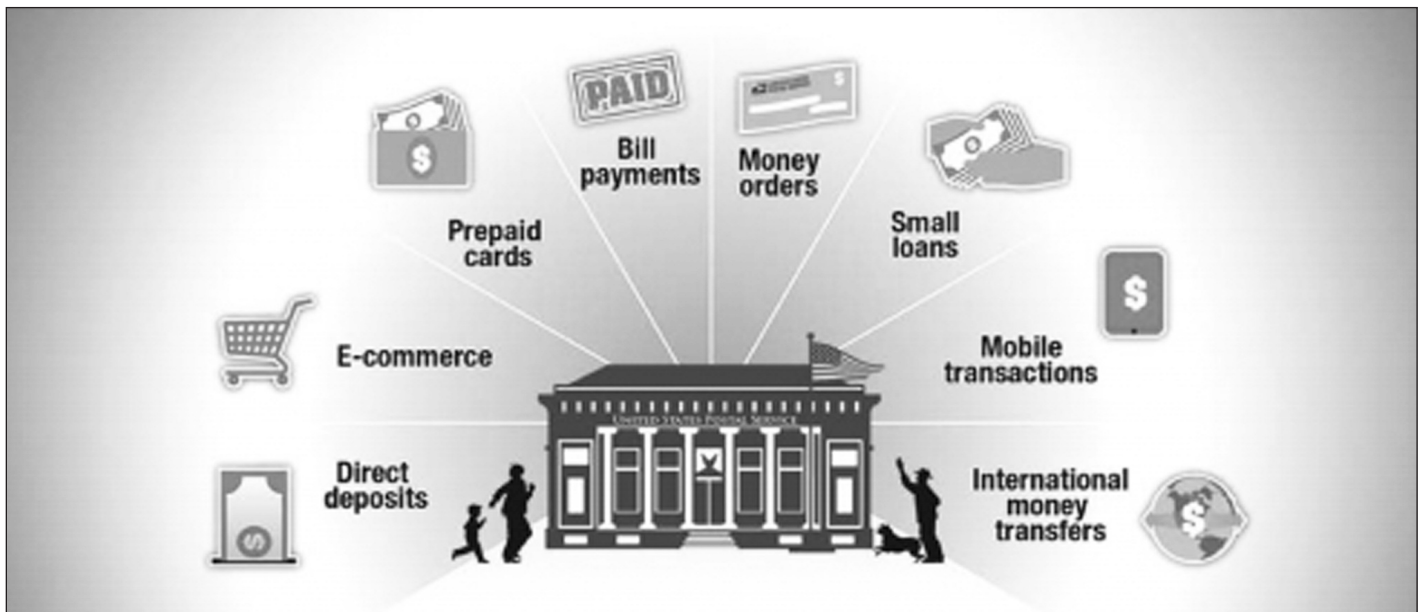 Direct
deposits
E-commerce
Prepaid
cards
PAID
Bill
payments
Money
orders
$
Small
loans
$
Mobile
transactions
$
International
money
transfers
$
$
$
UNITED STATES POSTAL SERVICE